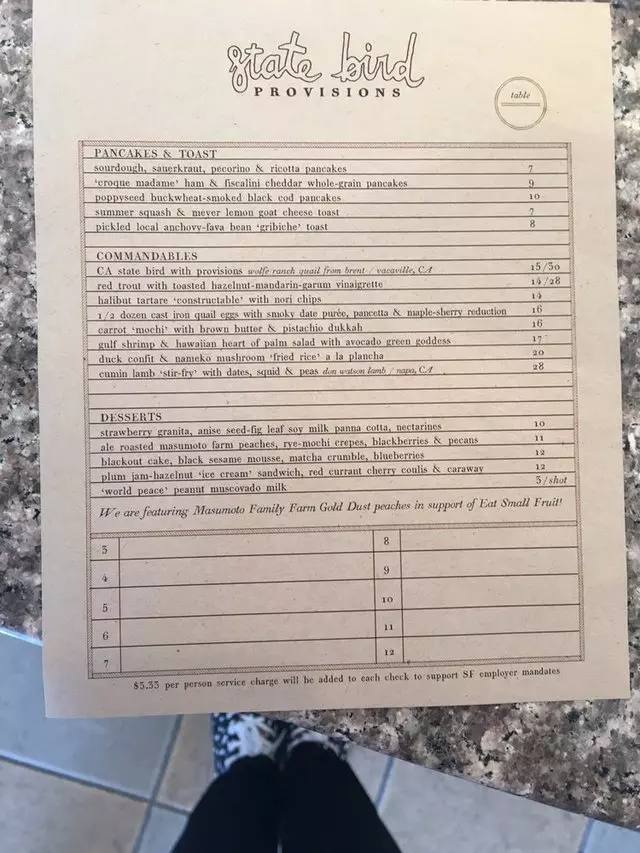 state bird
PROVISIONS
table
PANCAKES & TOAST
sourdough, sauerkraut, pecorino & ricotta pancakes 7
'croque madame' ham & fiscalini cheddar whole-grain pancakes 9
poppyseed buckwheat-smoked black cod pancakes 10
summer squash & meyer lemon goat cheese toast 7
pickled local anchovy-fava bean 'gribiche' toast 8
COMMANDABLES
CA state bird with provisions wolfe ranch quail from brent / vacaville, CA 15/30
red trout with toasted hazelnut-mandarin-garum vinaigrette 14/28
halibut tartare 'constructable' with nori chips 14
1/2 dozen cast iron quail eggs with smoky date purée, pancetta & maple-sherry reduction 16
carrot 'mochi' with brown butter & pistachio dukkah 16
gulf shrimp & hawaiian heart of palm salad with avocado green goddess 17
duck confit & nameko mushroom 'fried rice' a la plancha 20
cumin lamb 'stir-fry' with dates, squid & peas don watson lamb / napa, CA 28
DESSERTS
strawberry granita, anise seed-fig leaf soy milk panna cotta, nectarines 10
ale roasted masumoto farm peaches, rye-mochi crepes, blackberries & pecans 11
blackout cake, black sesame mousse, matcha crumble, blueberries 12
plum jam-hazelnut 'ice cream' sandwich, red currant cherry coulis & caraway 12
'world peace' peanut muscovado milk 3/shot
We are featuring Masumoto Family Farm Gold Dust peaches in support of Eat Small Fruit!
3 8
4 9
5 10
6 11
7 12
$3.33 per person service charge will be added to each check to support SF employer mandates